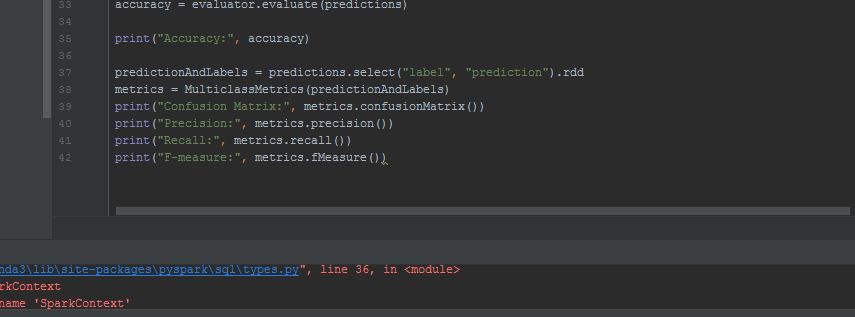 33 accuracy = evaluator.evaluate(predictions)
34
35 print("Accuracy:", accuracy)
36
37 predictionAndLabels = predictions.select("label", "prediction").rdd
38 metrics = MulticlassMetrics(predictionAndLabels)
39 print("Confusion Matrix:", metrics.confusionMatrix())
40 print("Precision:", metrics.precision())
41 print("Recall:", metrics.recall())
42 print("F-measure:", metrics.fMeasure())
nda3\lib\site-packages\pyspark\sql\types.py", line 36, in <module>
rkContext
name 'SparkContext'